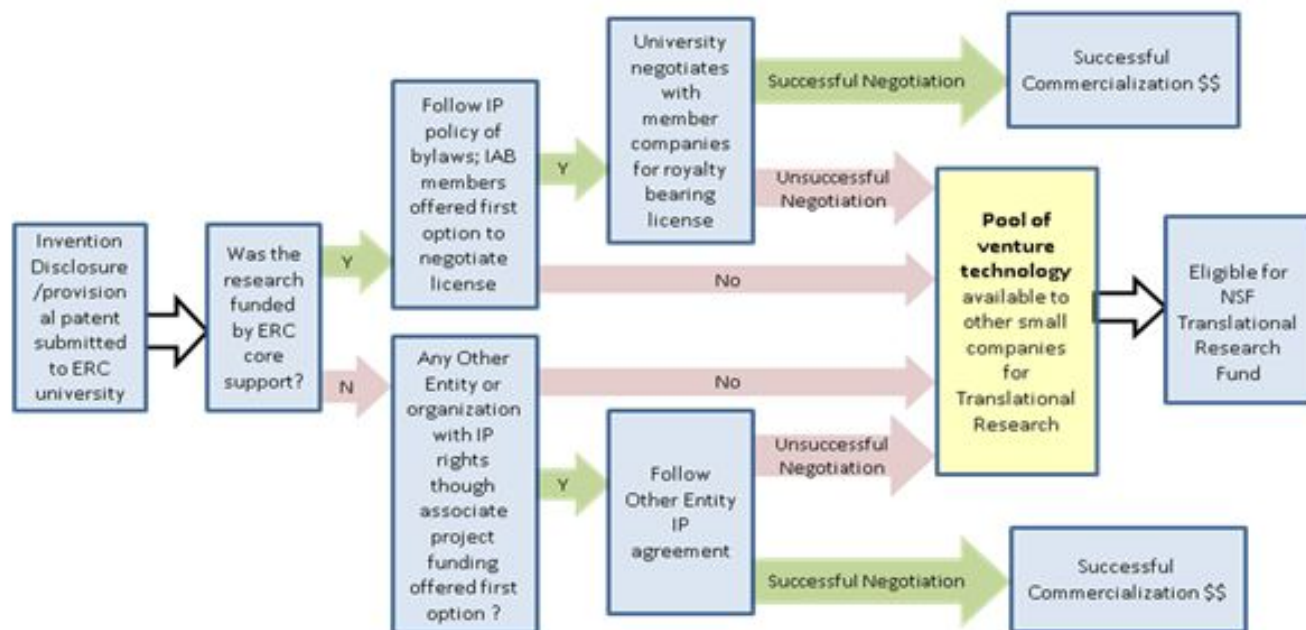 Invention
Disclosure
/provision
al patent
submitted
to ERC
university
Was the
research
funded
by ERC
core
support?
Y
N
Follow IP
policy of
bylaws; IAB
members
offered first
option to
negotiate
license
Any Other
Entity or
organization
with IP
rights
though
associate
project
funding
offered first
option ?
Y
No
No
Y
University
negotiates
with
member
companies
for royalty
bearing
license
Follow
Other Entity
IP
agreement
Successful Negotiation
Unsuccessful
Negotiation
Unsuccessful
Negotiation
Successful Negotiation
Successful
Commercialization $$
Pool of
venture
technology
available to
other small
companies
for
Translational
Research
Successful
Commercialization $$
Eligible for
NSF
Translational
Research
Fund